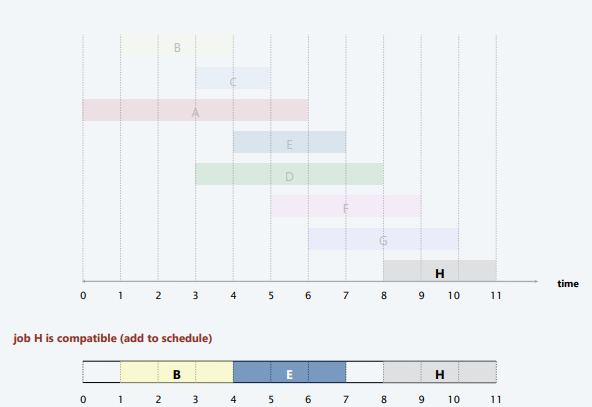 B
C
A
E
D
F
G
H
time
0 1 2 3 4 5 6 7 8 9 10 11
job H is compatible (add to schedule)
B E H
0 1 2 3 4 5 6 7 8 9 10 11